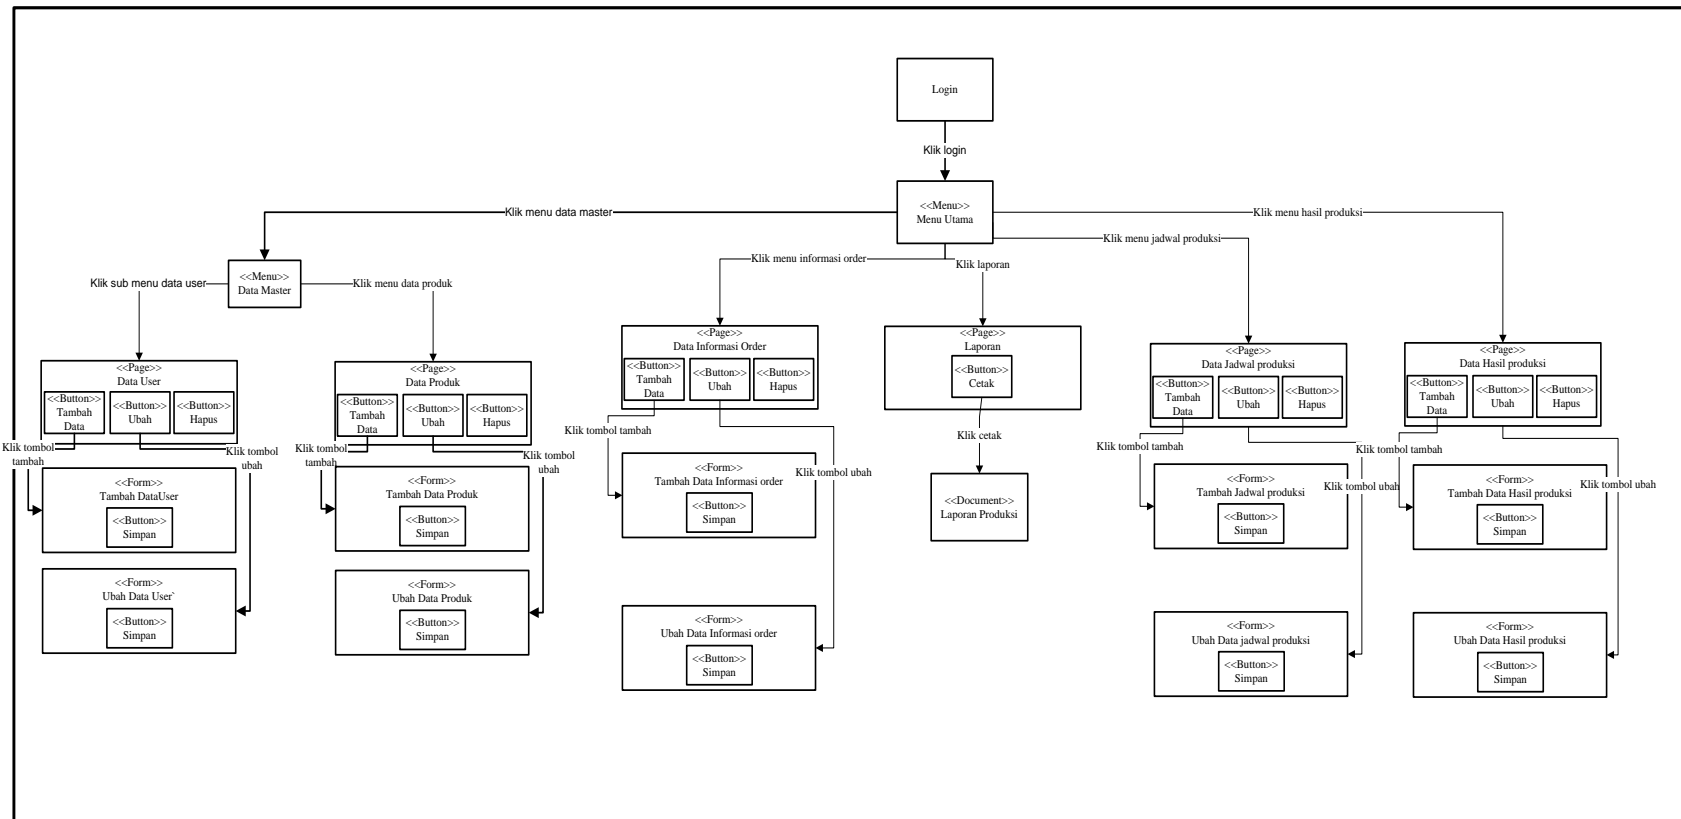 Login
Klik login
<<Menu>>
Menu Utama
Klik menu data master
Klik menu hasil produksi
Klik menu jadwal produksi
Klik menu informasi order
Klik laporan
<<Menu>>
Data Master
Klik sub menu data user
Klik menu data produk
<<Page>>
Data User
<<Button>>
Tambah
Data
<<Button>>
Ubah
<<Button>>
Hapus
Klik tombol
tambah
Klik tombol
ubah
<<Form>>
Tambah DataUser
<<Button>>
Simpan
<<Form>>
Ubah Data User`
<<Button>>
Simpan
<<Page>>
Data Produk
<<Button>>
Tambah
Data
<<Button>>
Ubah
<<Button>>
Hapus
Klik tombol
tambah
Klik tombol
ubah
<<Form>>
Tambah Data Produk
<<Button>>
Simpan
<<Form>>
Ubah Data Produk
<<Button>>
Simpan
<<Page>>
Data Informasi Order
<<Button>>
Tambah
Data
<<Button>>
Ubah
<<Button>>
Hapus
Klik tombol tambah
Klik tombol ubah
<<Form>>
Tambah Data Informasi order
<<Button>>
Simpan
<<Form>>
Ubah Data Informasi order
<<Button>>
Simpan
<<Page>>
Laporan
<<Button>>
Cetak
Klik cetak
<<Document>>
Laporan Produksi
<<Page>>
Data Jadwal produksi
<<Button>>
Tambah
Data
<<Button>>
Ubah
<<Button>>
Hapus
Klik tombol tambah
Klik tombol ubah
<<Form>>
Tambah Jadwal produksi
<<Button>>
Simpan
<<Form>>
Ubah Data jadwal produksi
<<Button>>
Simpan
<<Page>>
Data Hasil produksi
<<Button>>
Tambah
Data
<<Button>>
Ubah
<<Button>>
Hapus
Klik tombol tambah
Klik tombol ubah
<<Form>>
Tambah Data Hasil produksi
<<Button>>
Simpan
<<Form>>
Ubah Data Hasil produksi
<<Button>>
Simpan